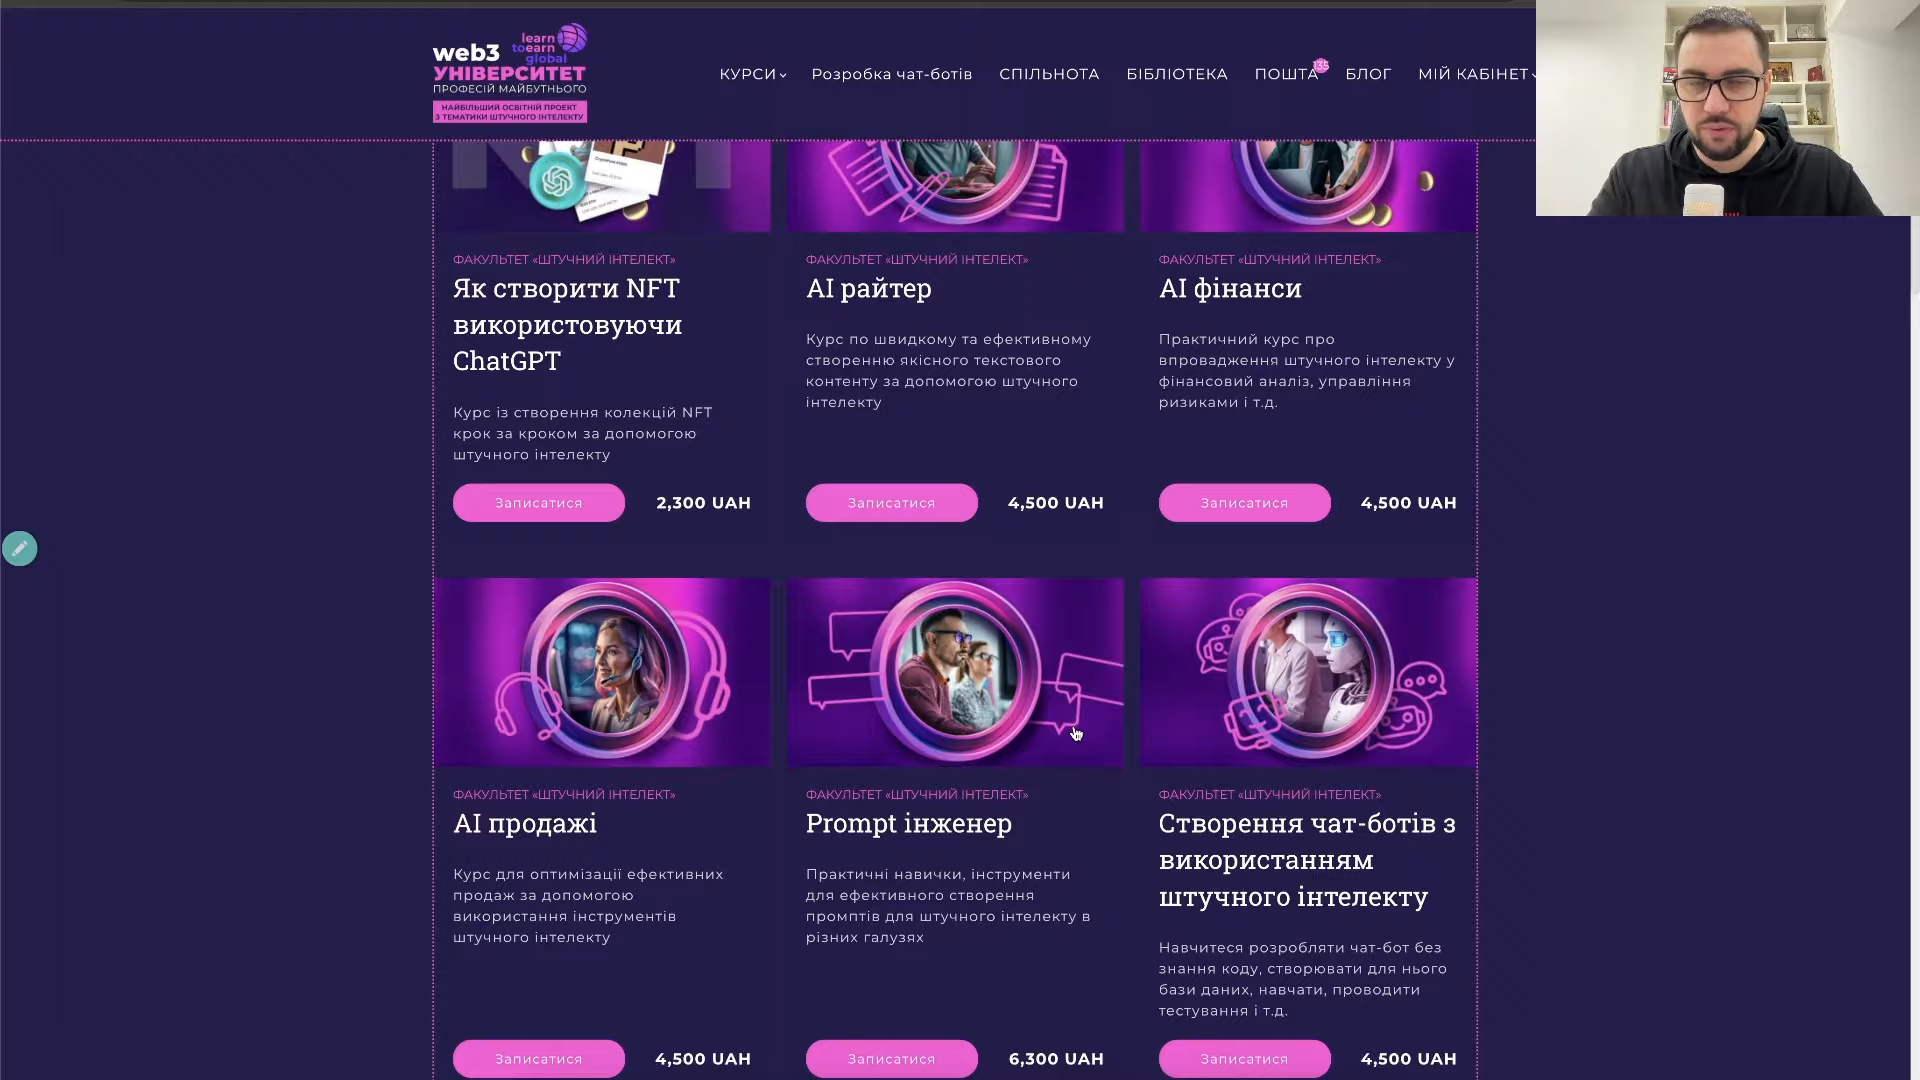 learn
to earn
global
web3
УНІВЕРСИТЕТ
ПРОФЕСІЙ МАЙБУТНЬОГО
НАЙБІЛЬШИЙ ОСВІТНІЙ ПРОЕКТ
З ТЕМАТИКИ ШТУЧНОГО ІНТЕЛЕКТУ
КУРСИ
Розробка чат-ботів
СПІЛЬНОТА
БІБЛІОТЕКА
ПОШТА
135
БЛОГ
МІЙ КАБІНЕТ
ФАКУЛЬТЕТ «ШТУЧНИЙ ІНТЕЛЕКТ»
Як створити NFT
використовуючи
ChatGPT
Курс із створення колекцій NFT
крок за кроком за допомогою
штучного інтелекту
Записатися
2,300 UAH
ФАКУЛЬТЕТ «ШТУЧНИЙ ІНТЕЛЕКТ»
AI райтер
Курс по швидкому та ефективному
створенню якісного текстового
контенту за допомогою штучного
інтелекту
Записатися
4,500 UAH
ФАКУЛЬТЕТ «ШТУЧНИЙ ІНТЕЛЕКТ»
AI фінанси
Практичний курс про
впровадження штучного інтелекту у
фінансовий аналіз, управління
ризиками і т.д.
Записатися
4,500 UAH
ФАКУЛЬТЕТ «ШТУЧНИЙ ІНТЕЛЕКТ»
AI продажі
Курс для оптимізації ефективних
продаж за допомогою
використання інструментів
штучного інтелекту
Записатися
4,500 UAH
ФАКУЛЬТЕТ «ШТУЧНИЙ ІНТЕЛЕКТ»
Prompt інженер
Практичні навички, інструменти
для ефективного створення
промптів для штучного інтелекту в
різних галузях
Записатися
6,300 UAH
ФАКУЛЬТЕТ «ШТУЧНИЙ ІНТЕЛЕКТ»
Створення чат-ботів з
використанням
штучного інтелекту
Навчитеся розробляти чат-бот без
знання коду, створювати для нього
бази даних, навчати, проводити
тестування і т.д.
Записатися
4,500 UAH